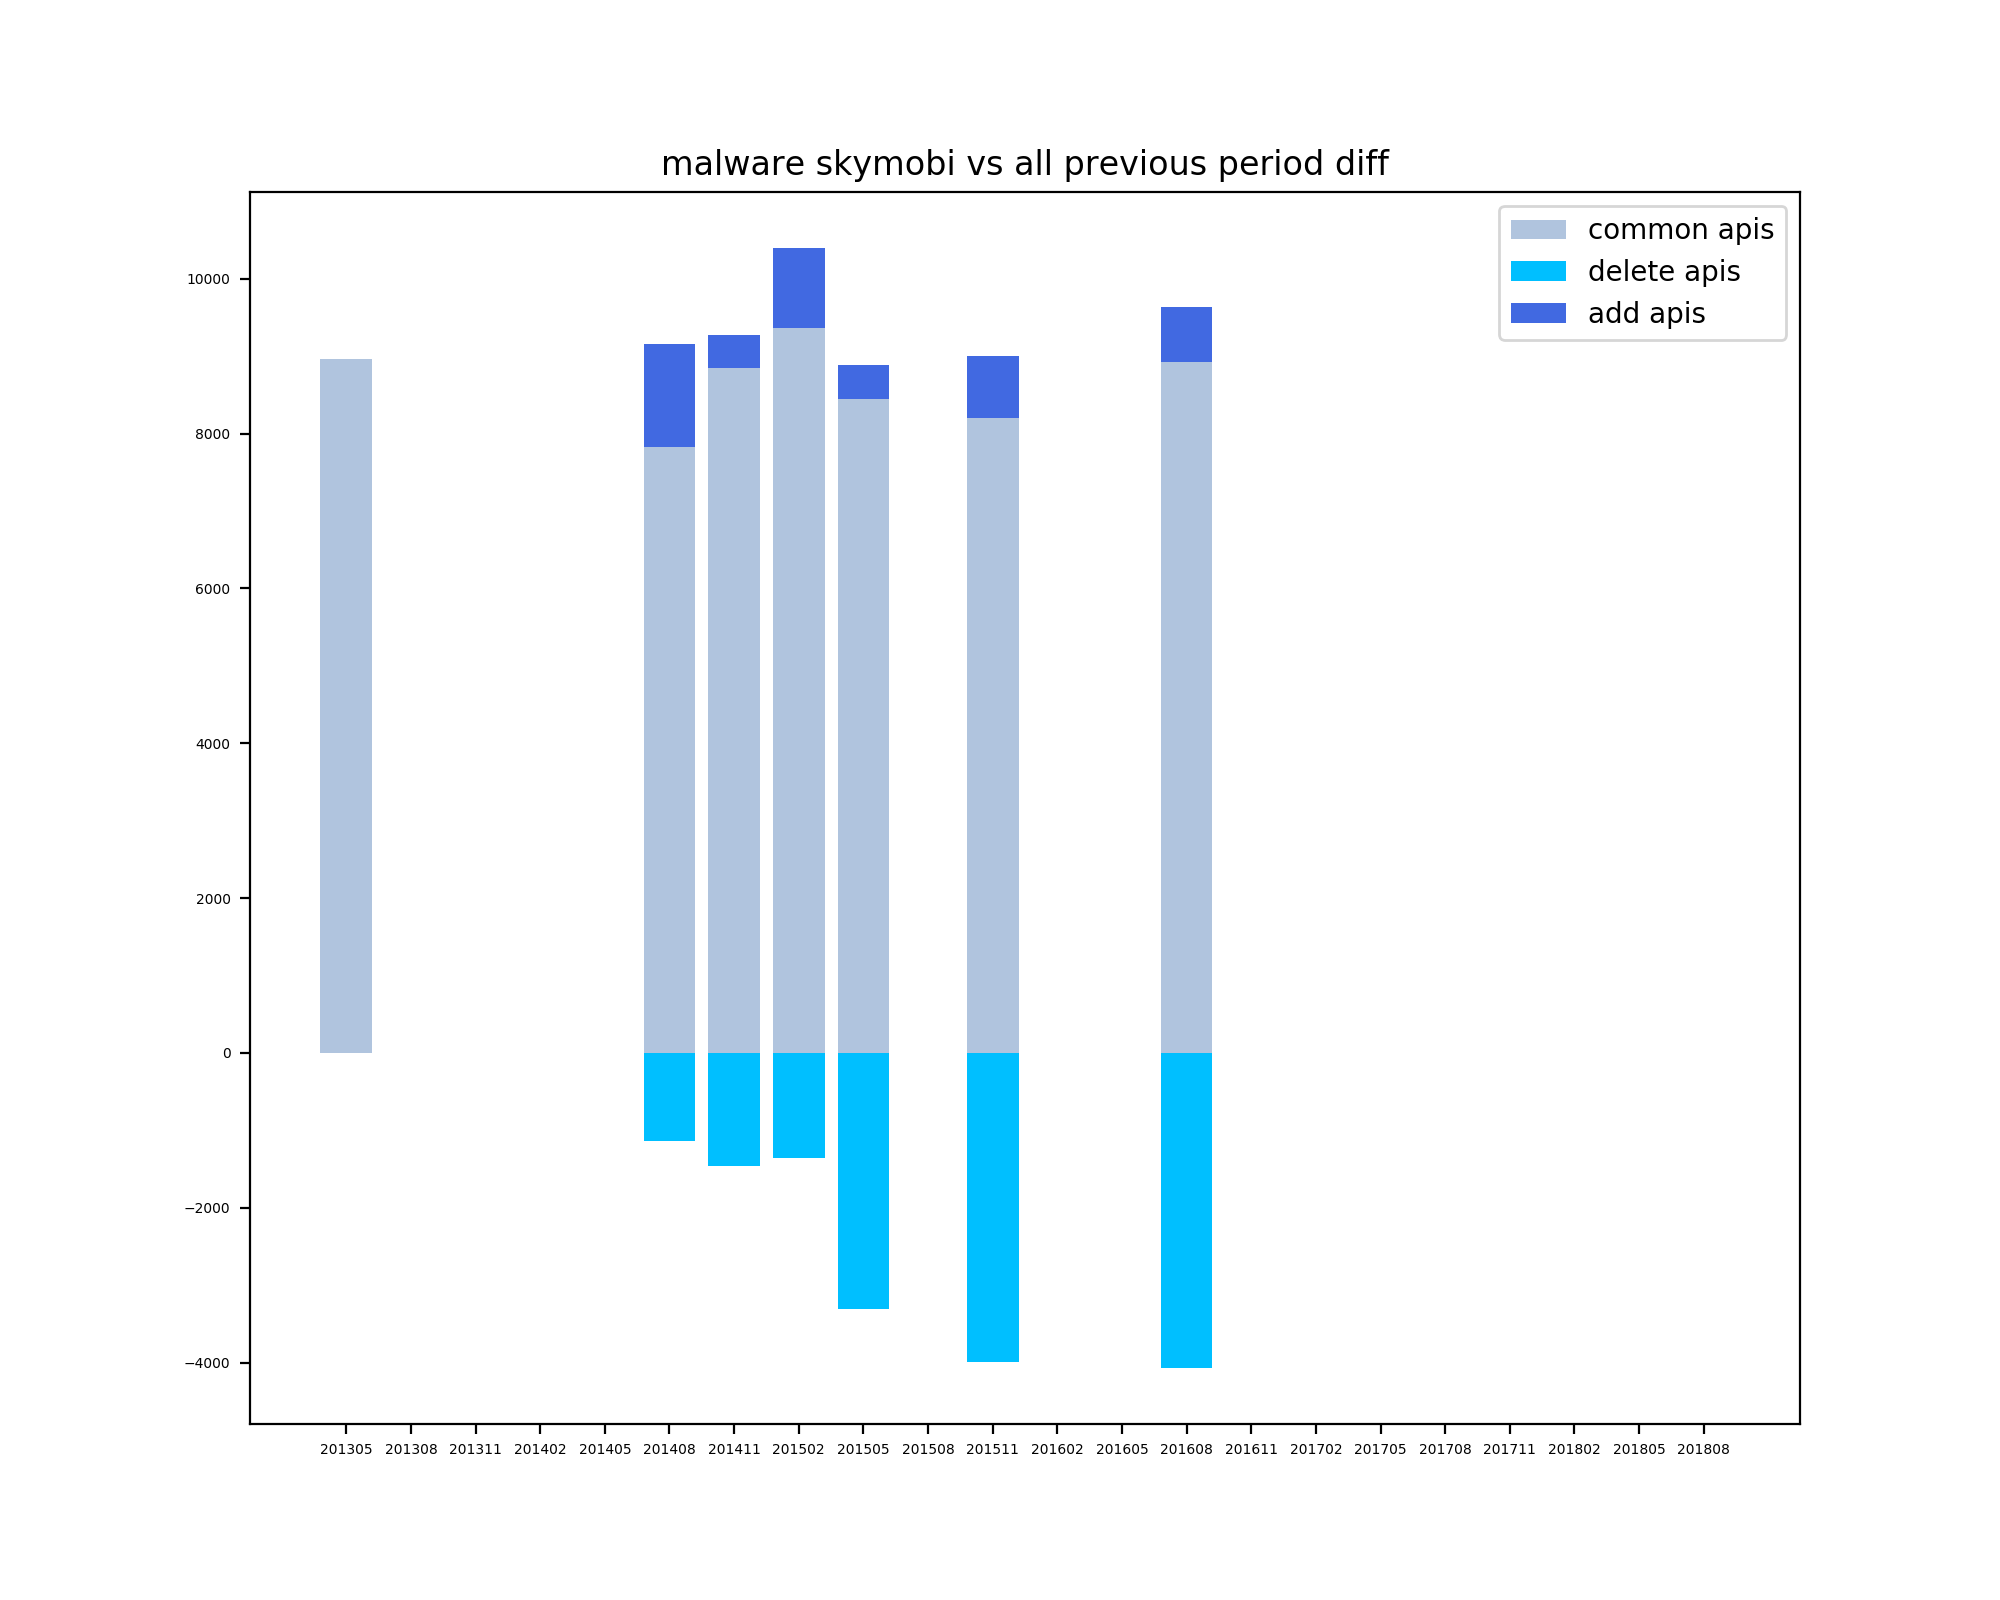 malware skymobi vs all previous period diff
common apis
delete apis
add apis
10000
8000
6000
4000
2000
0
−2000
−4000
201305 201308 201311 201402 201405 201408 201411 201502 201505 201508 201511 201602 201605 201608 201611 201702 201705 201708 201711 201802 201805 201808